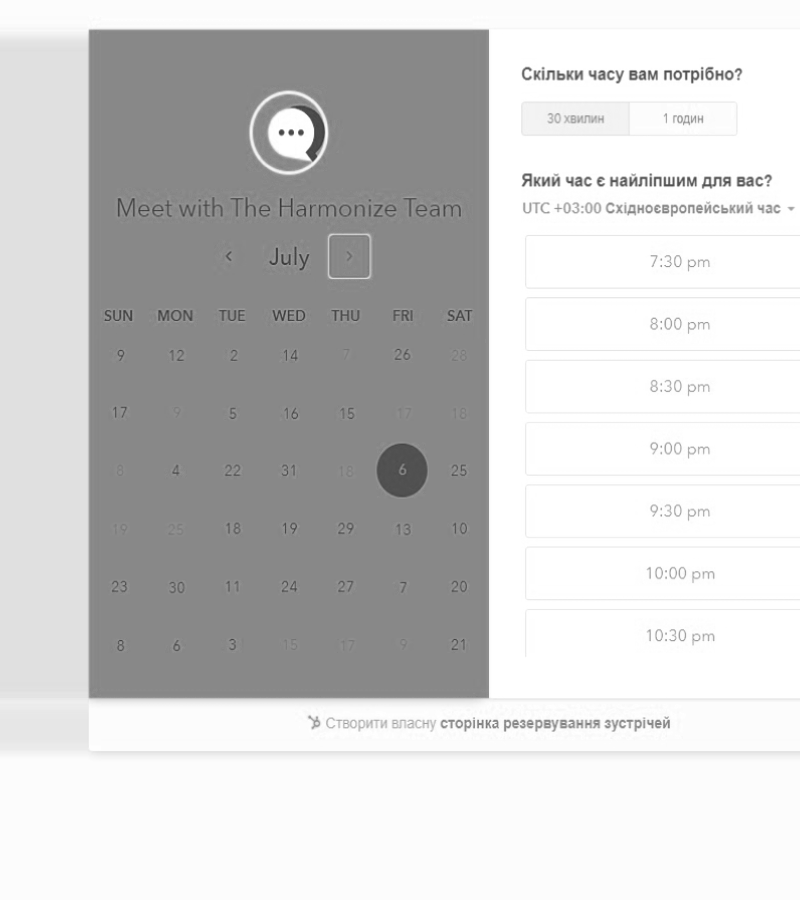 Meet with The Harmonize Team
July
SUN MON TUE WED THU FRI SAT
9 12 2 14 7 26 28
17 9 5 16 15 17 18
8 4 22 31 18 6 25
19 25 18 19 29 13 10
23 30 11 24 27 7 20
8 6 3 15 17 9 21
Скільки часу вам потрібно?
30 хвилин 1 годин
Який час є найліпшим для вас?
UTC +03:00 Східноєвропейський час
7:30 pm
8:00 pm
8:30 pm
9:00 pm
9:30 pm
10:00 pm
10:30 pm
Створити власну сторінка резервування зустрічей